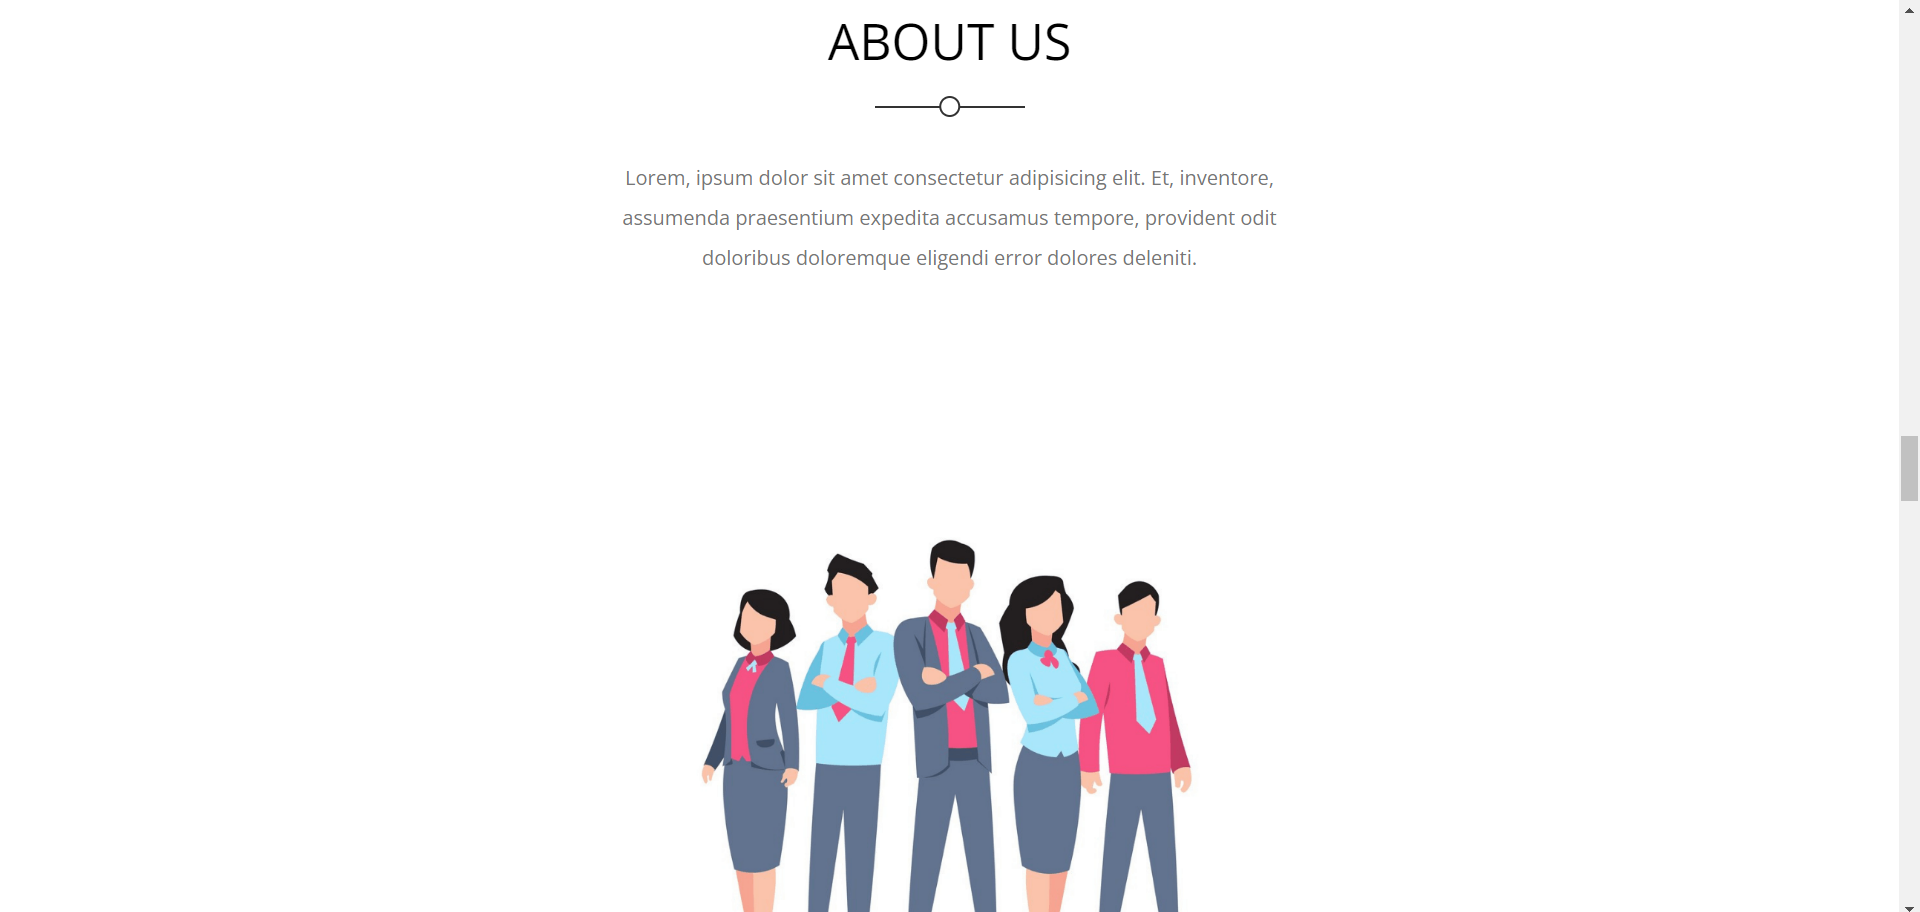 ABOUT US
Lorem, ipsum dolor sit amet consectetur adipisicing elit. Et, inventore,
assumenda praesentium expedita accusamus tempore, provident odit
doloribus doloremque eligendi error dolores deleniti.